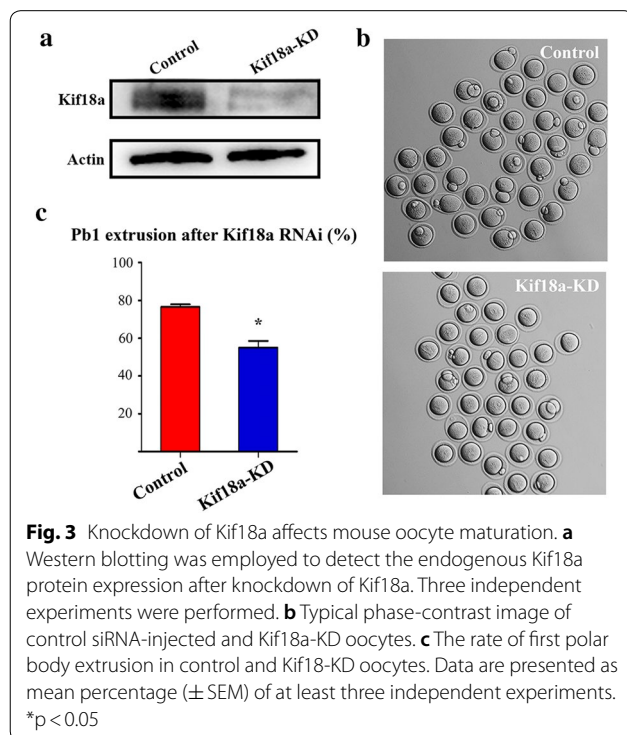 a
Control Kif18a-KD
Kif18a
Actin
b
Control
Kif18a-KD
c
Pb1 extrusion after Kif18a RNAi (%)
100
80
60
40
20
*
Control
Kif18a-KD
Fig. 3 Knockdown of Kif18a affects mouse oocyte maturation. a
Western blotting was employed to detect the endogenous Kif18a
protein expression after knockdown of Kif18a. Three independent
experiments were performed. b Typical phase-contrast image of
control siRNA-injected and Kif18a-KD oocytes. c The rate of first polar
body extrusion in control and Kif18-KD oocytes. Data are presented as
mean percentage (± SEM) of at least three independent experiments.
*p < 0.05